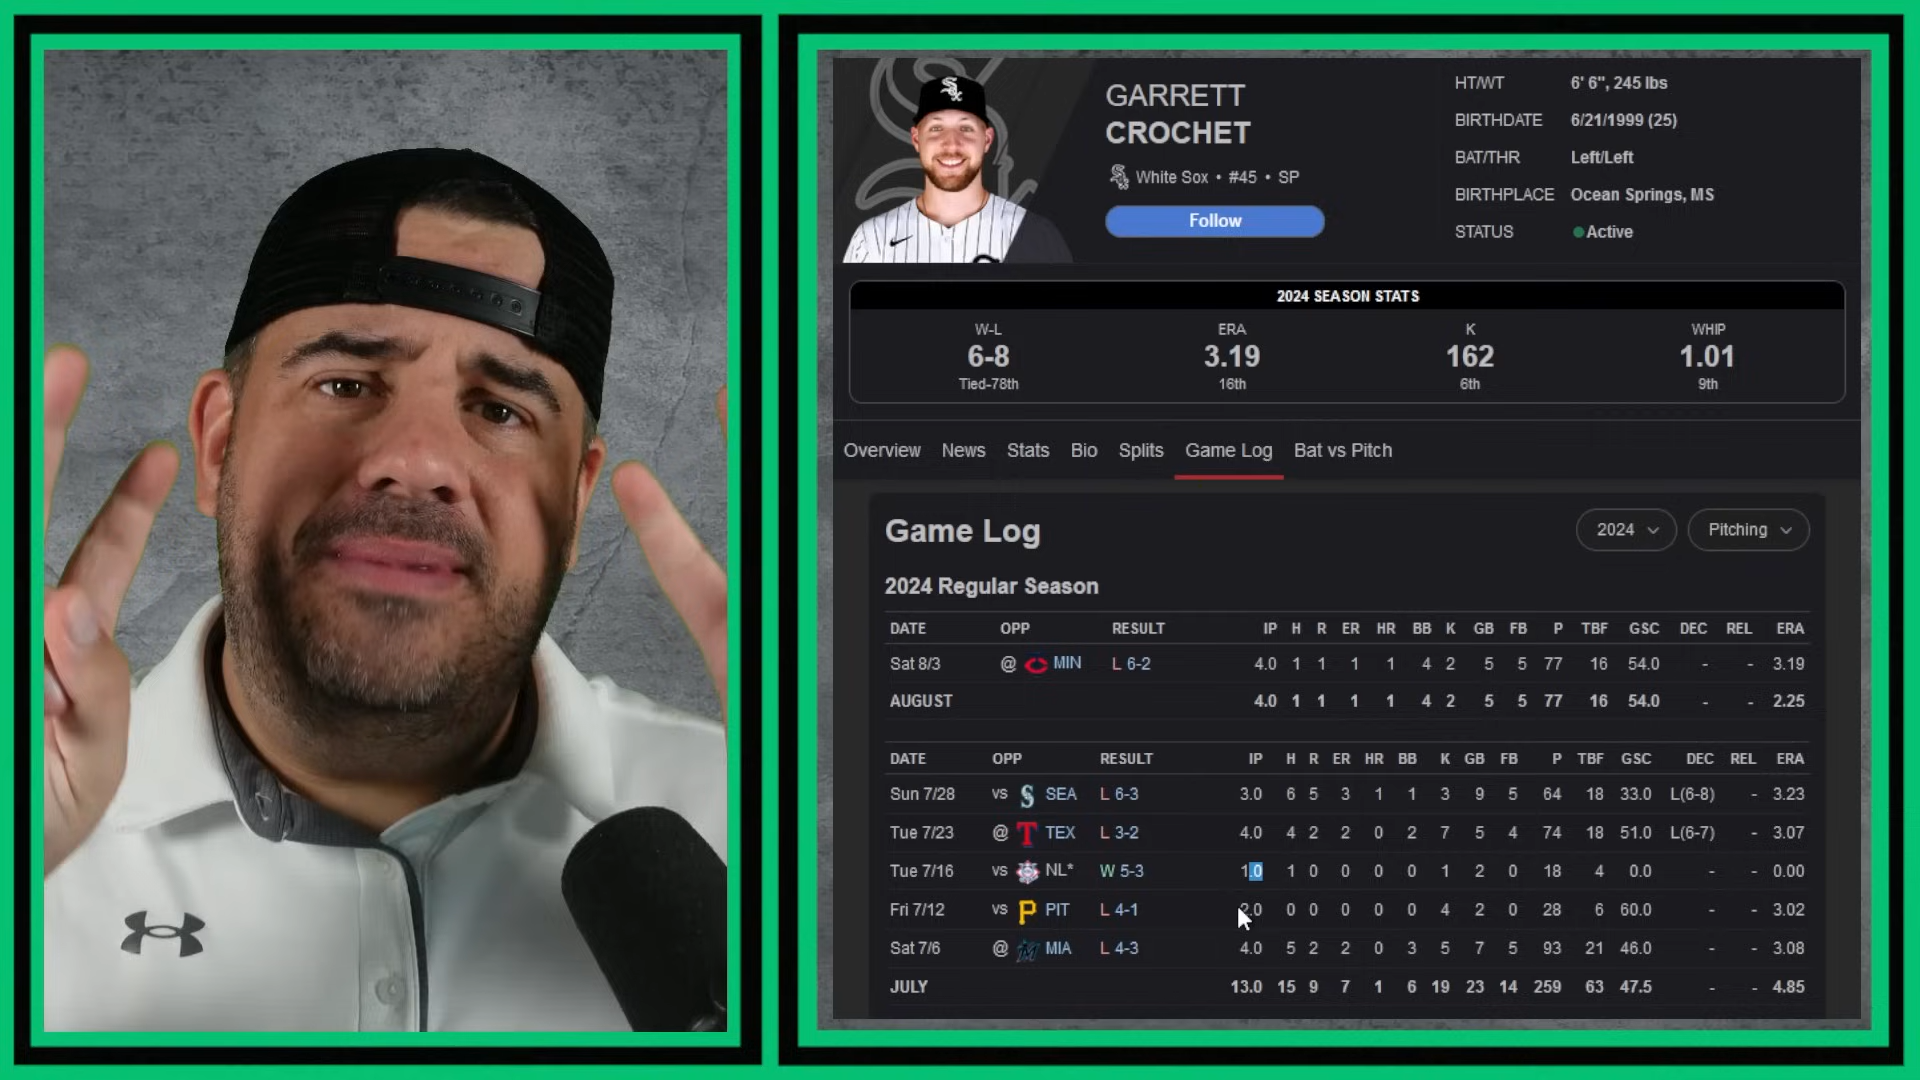 GARRETT
CROCHET
White Sox • #45 • SP
Follow
HT/WT 6' 6", 245 lbs
BIRTHDATE 6/21/1999 (25)
BAT/THR Left/Left
BIRTHPLACE Ocean Springs, MS
STATUS Active
2024 SEASON STATS
W-L ERA K WHIP
6-8 3.19 162 1.01
Tied-78th 16th 6th 9th
Overview News Stats Bio Splits Game Log Bat vs Pitch
Game Log 2024 Pitching
2024 Regular Season
DATE OPP RESULT IP H R ER HR BB K GB FB P TBF GSC DEC REL ERA
Sat 8/3 @ MIN L 6-2 4.0 1 1 1 1 4 2 5 5 77 16 54.0 - - 3.19
AUGUST 4.0 1 1 1 1 4 2 5 5 77 16 54.0 - - 2.25
DATE OPP RESULT IP H R ER HR BB K GB FB P TBF GSC DEC REL ERA
Sun 7/28 vs SEA L 6-3 3.0 6 5 3 1 1 3 9 5 64 18 33.0 L(6-8) - 3.23
Tue 7/23 @ TEX L 3-2 4.0 4 2 2 0 2 7 5 4 74 18 51.0 L(6-7) - 3.07
Tue 7/16 vs NL* W 5-3 1.0 1 0 0 0 0 1 2 0 18 4 0.0 - - 0.00
Fri 7/12 vs PIT L 4-1 2.0 0 0 0 0 0 4 2 0 28 6 60.0 - - 3.02
Sat 7/6 @ MIA L 4-3 4.0 5 2 2 0 3 5 7 5 93 21 46.0 - - 3.08
JULY 13.0 15 9 7 1 6 19 23 14 259 63 47.5 - - 4.85